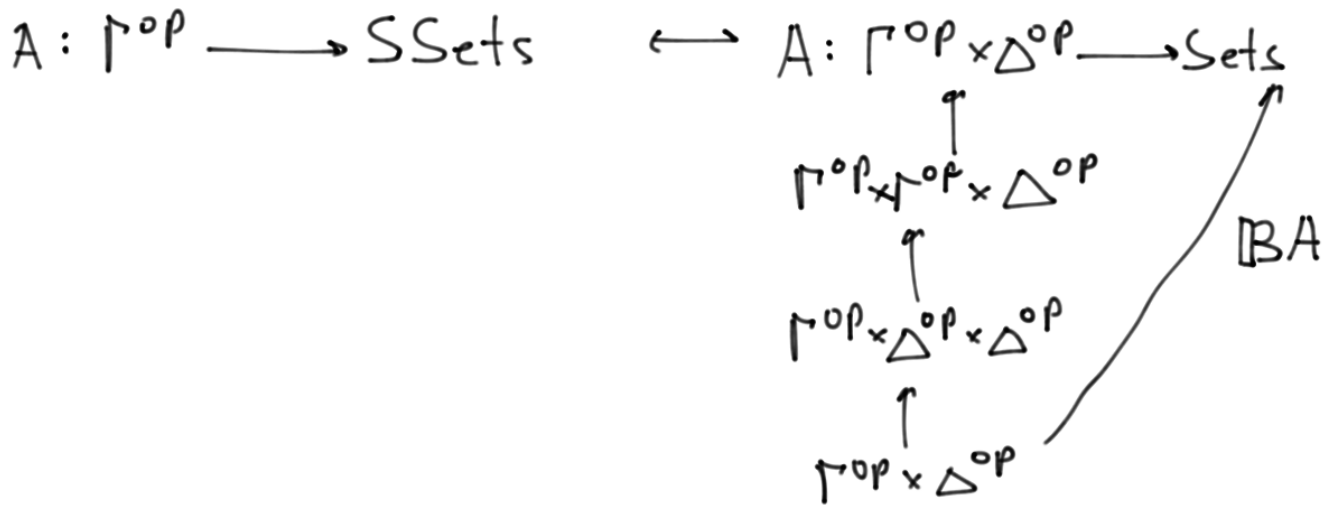 A : Γ^op ⟶ SSets ⟷ A : Γ^op × Δ^op ⟶ Sets
Γ^op × Γ^op × Δ^op
𝔹A
Γ^op × Δ^op × Δ^op
Γ^op × Δ^op